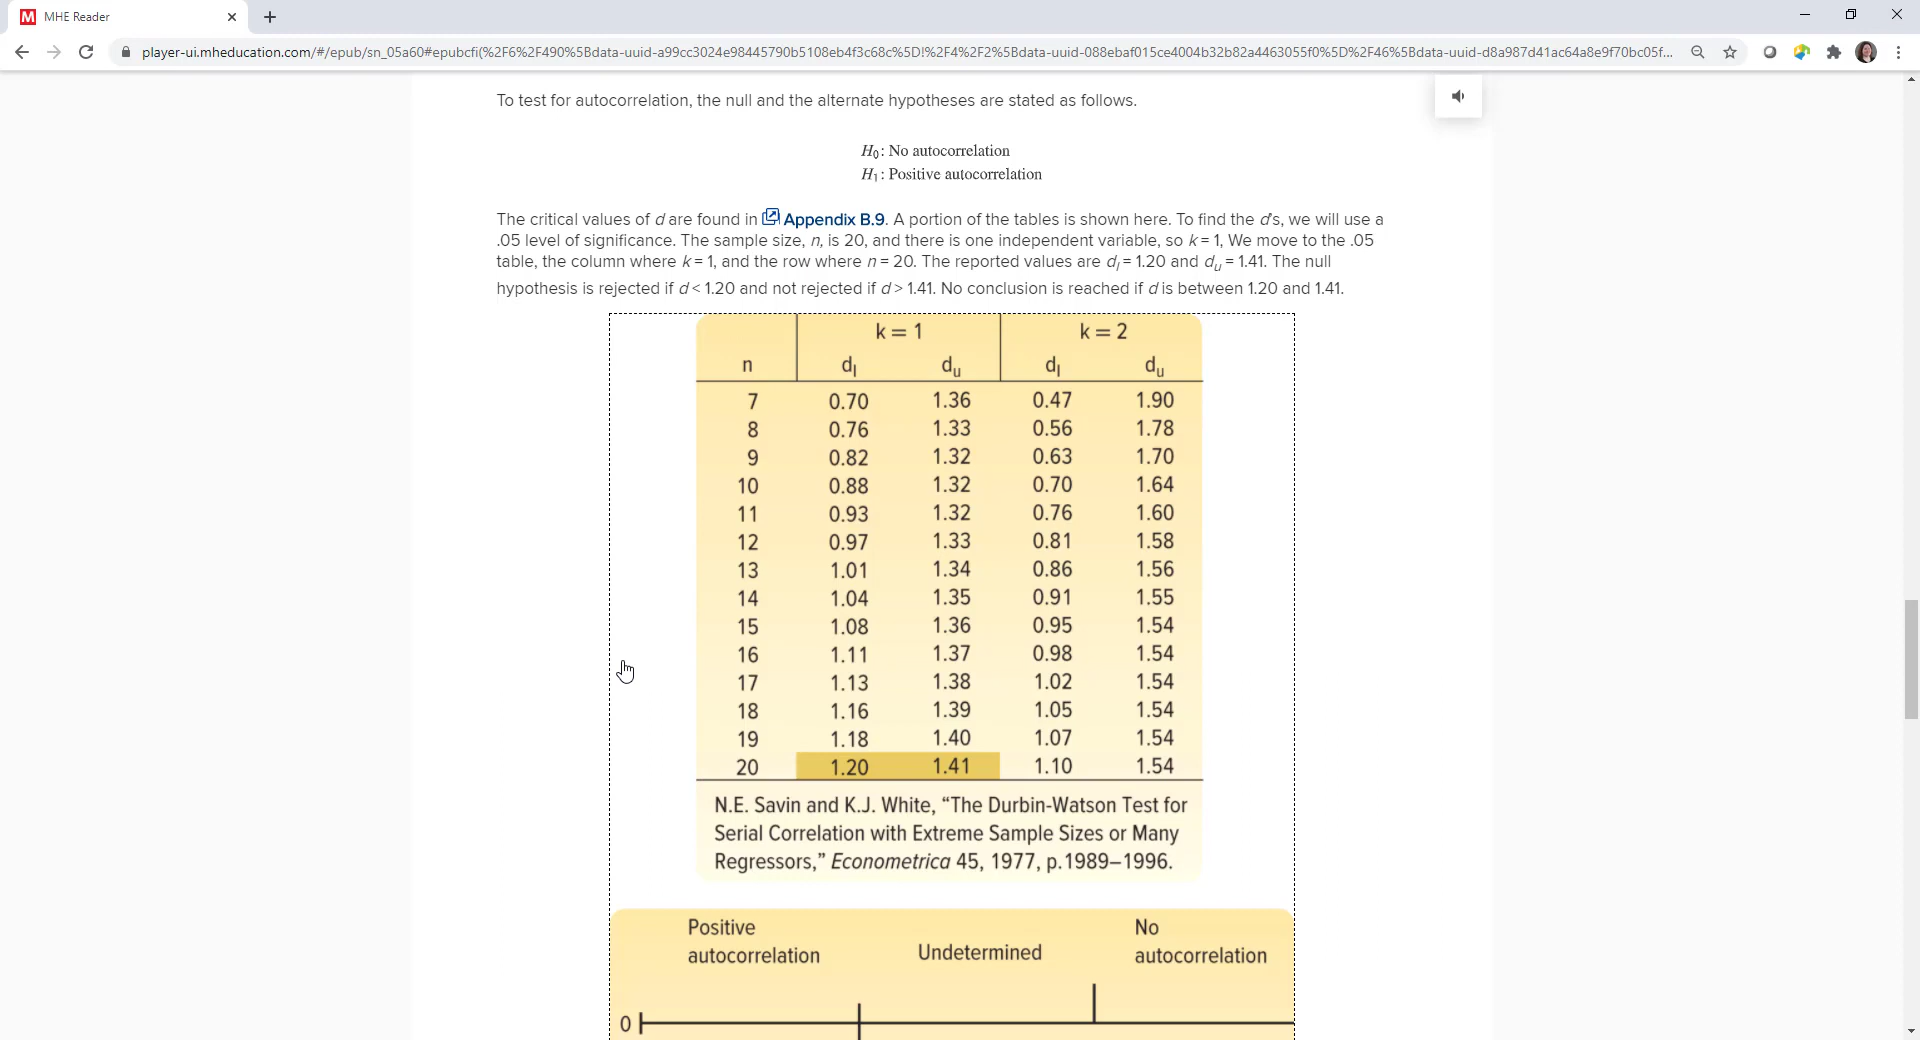 MHE Reader
player-ui.mheducation.com/#/epub/sn_05a60#epubcfi(%2F6%2F490%5Bdata-uuid-a99cc3024e98445790b5108eb4f3c68c%5D!%2F4%2F2%5Bdata-uuid-088ebaf015ce4004b32b82a4463055f0%5D%2F46%5Bdata-uuid-d8a987d41ac64a8e9f70bc05f...
To test for autocorrelation, the null and the alternate hypotheses are stated as follows.
H0: No autocorrelation
H1: Positive autocorrelation
The critical values of d are found in Appendix B.9. A portion of the tables is shown here. To find the d's, we will use a
.05 level of significance. The sample size, n, is 20, and there is one independent variable, so k = 1, We move to the .05
table, the column where k = 1, and the row where n = 20. The reported values are dl = 1.20 and du = 1.41. The null
hypothesis is rejected if d < 1.20 and not rejected if d > 1.41. No conclusion is reached if d is between 1.20 and 1.41.
k = 1 k = 2
n dl du dl du
7 0.70 1.36 0.47 1.90
8 0.76 1.33 0.56 1.78
9 0.82 1.32 0.63 1.70
10 0.88 1.32 0.70 1.64
11 0.93 1.32 0.76 1.60
12 0.97 1.33 0.81 1.58
13 1.01 1.34 0.86 1.56
14 1.04 1.35 0.91 1.55
15 1.08 1.36 0.95 1.54
16 1.11 1.37 0.98 1.54
17 1.13 1.38 1.02 1.54
18 1.16 1.39 1.05 1.54
19 1.18 1.40 1.07 1.54
20 1.20 1.41 1.10 1.54
N.E. Savin and K.J. White, “The Durbin-Watson Test for
Serial Correlation with Extreme Sample Sizes or Many
Regressors,” Econometrica 45, 1977, p.1989–1996.
Positive autocorrelation
Undetermined
No autocorrelation
0